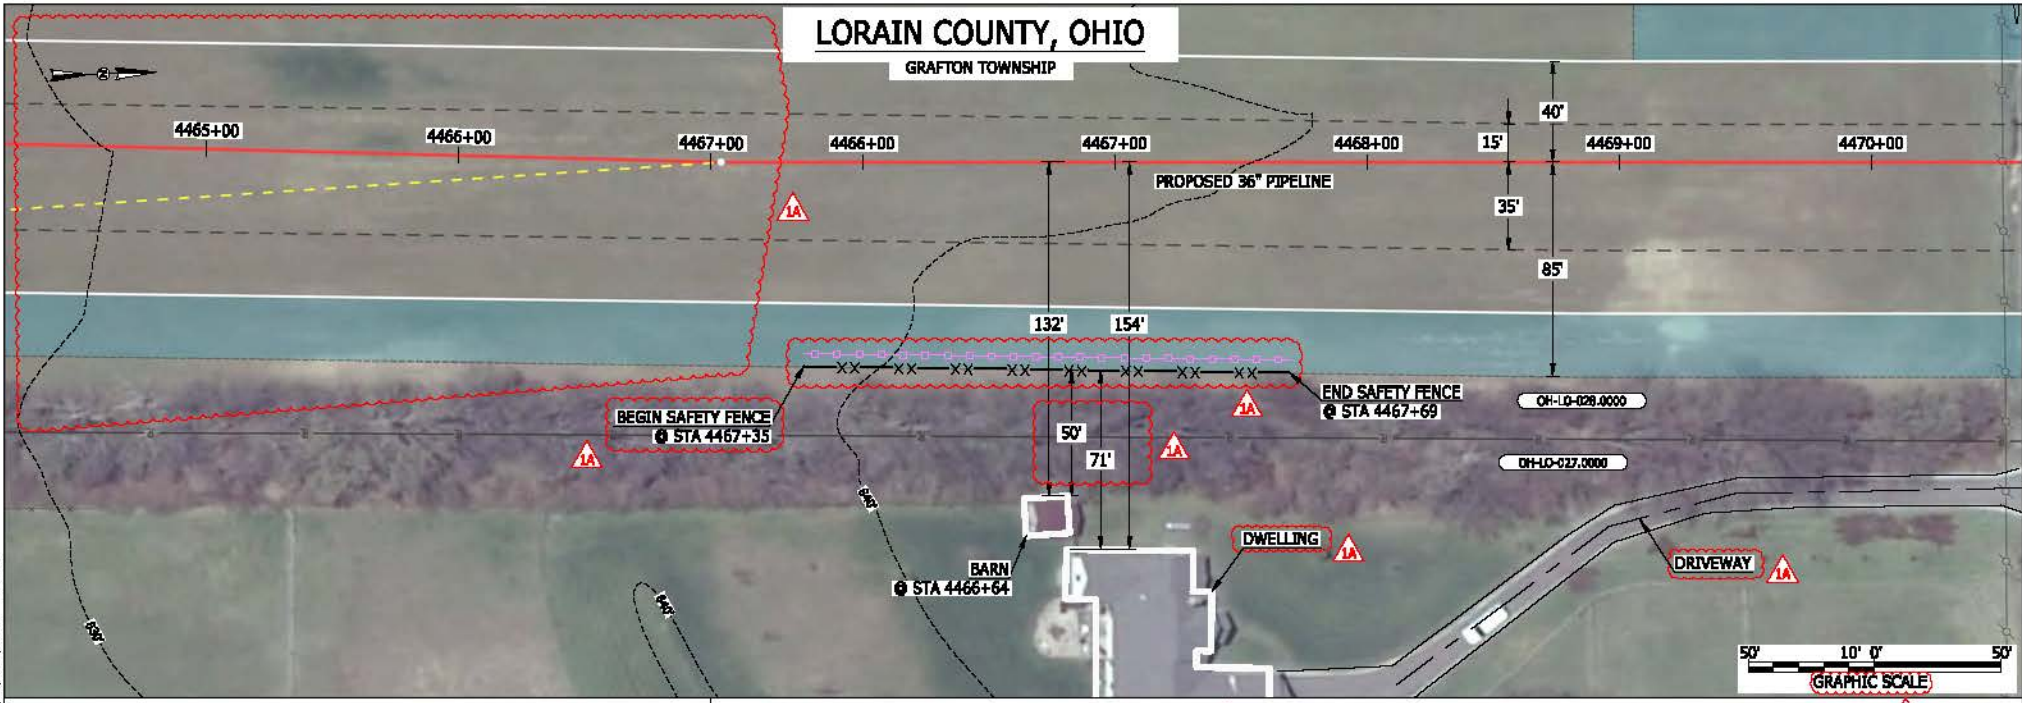 LORAIN COUNTY, OHIO
GRAFTON TOWNSHIP
N
40'
4465+00
4466+00
4467+00
4466+00
4467+00
15'
4468+00
4469+00
4470+00
PROPOSED 36" PIPELINE
1A
35'
85'
132'
154'
BEGIN SAFETY FENCE
@ STA 4467+35
1A
END SAFETY FENCE
@ STA 4467+69
1A
OH-LO-028.0000
50'
71'
1A
OH-LO-027.0000
640'
BARN
@ STA 4466+64
DWELLING
1A
DRIVEWAY
1A
640'
630'
50'
10'
0'
50'
GRAPHIC SCALE